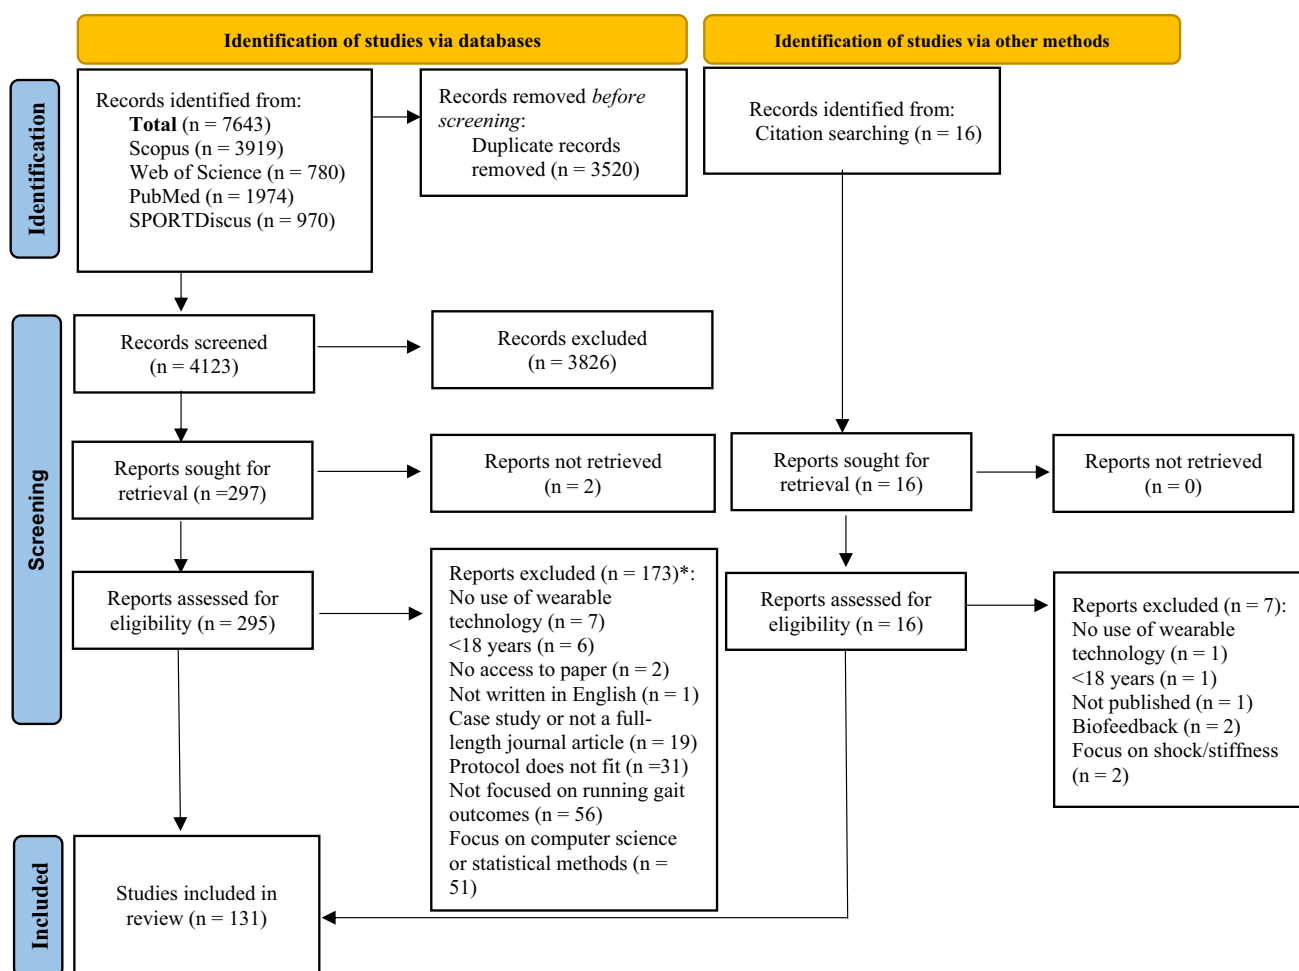 Identification of studies via databases
Identification of studies via other methods
Identification
Records identified from:
Total (n = 7643)
Scopus (n = 3919)
Web of Science (n = 780)
PubMed (n = 1974)
SPORTDiscus (n = 970)
Records removed before
screening:
Duplicate records
removed (n = 3520)
Records identified from:
Citation searching (n = 16)
Screening
Records screened
(n = 4123)
Records excluded
(n = 3826)
Reports sought for
retrieval (n =297)
Reports not retrieved
(n = 2)
Reports sought for
retrieval (n = 16)
Reports not retrieved
(n = 0)
Reports assessed for
eligibility (n = 295)
Reports excluded (n = 173)*:
No use of wearable
technology (n = 7)
<18 years (n = 6)
No access to paper (n = 2)
Not written in English (n = 1)
Case study or not a full-
length journal article (n = 19)
Protocol does not fit (n =31)
Not focused on running gait
outcomes (n = 56)
Focus on computer science
or statistical methods (n =
51)
Reports assessed for
eligibility (n = 16)
Reports excluded (n = 7):
No use of wearable
technology (n = 1)
<18 years (n = 1)
Not published (n = 1)
Biofeedback (n = 2)
Focus on shock/stiffness
(n = 2)
Included
Studies included in
review (n = 131)